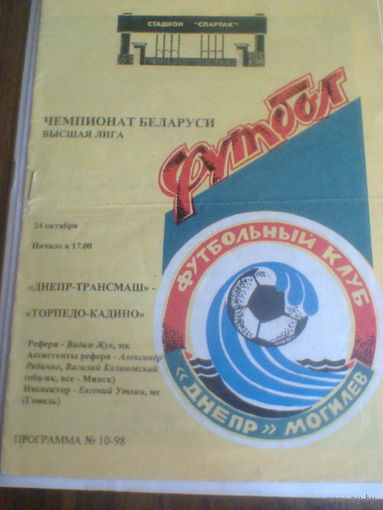 СТАДИОН "СПАРТАК"
ЧЕМПИОНАТ БЕЛАРУСИ
ВЫСШАЯ ЛИГА
футбол
24 октября
Начало в 17.00
«ДНЕПР-ТРАНСМАШ» -
«ТОРПЕДО-КАДИНО»
Рефери - Вадим Жук, мк
Ассистенты рефери - Александр
Рябачко, Василий Калиновский
(оба-нк, все - Минск)
Инспектор - Евгений Уткин, мс
(Гомель)
ПРОГРАММА № 10-98
ФУТБОЛЬНЫЙ КЛУБ
«ДНЕПР» МОГИЛЕВ